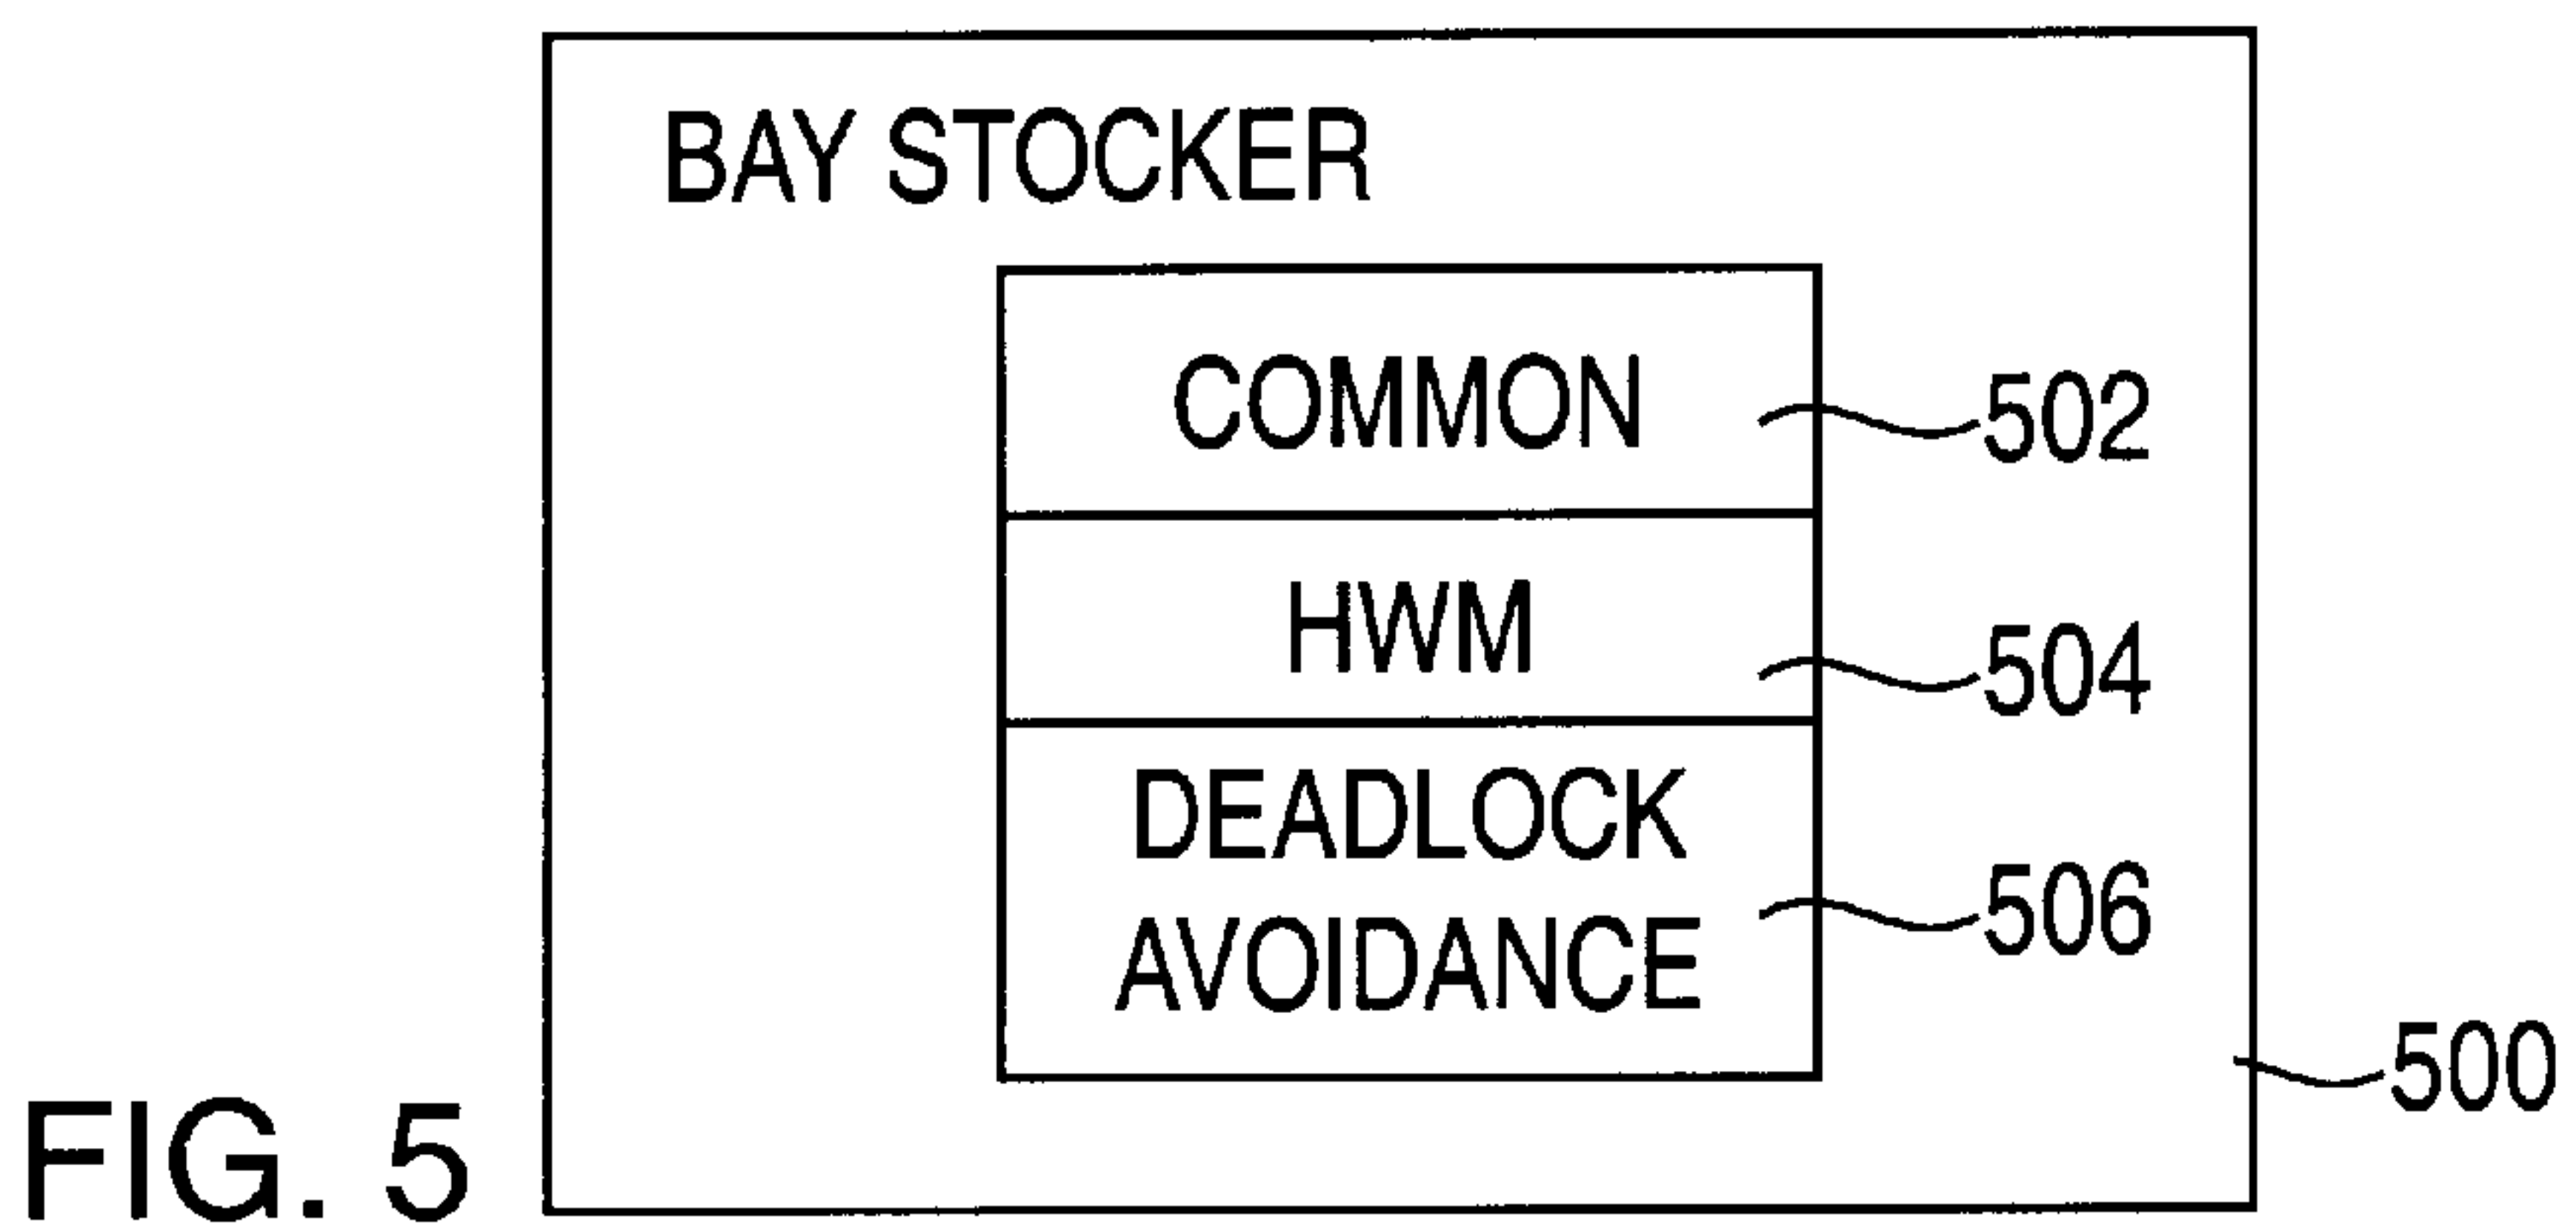 BAY STOCKER
COMMON
502
HWM
504
DEADLOCK
AVOIDANCE
506
500
FIG. 5